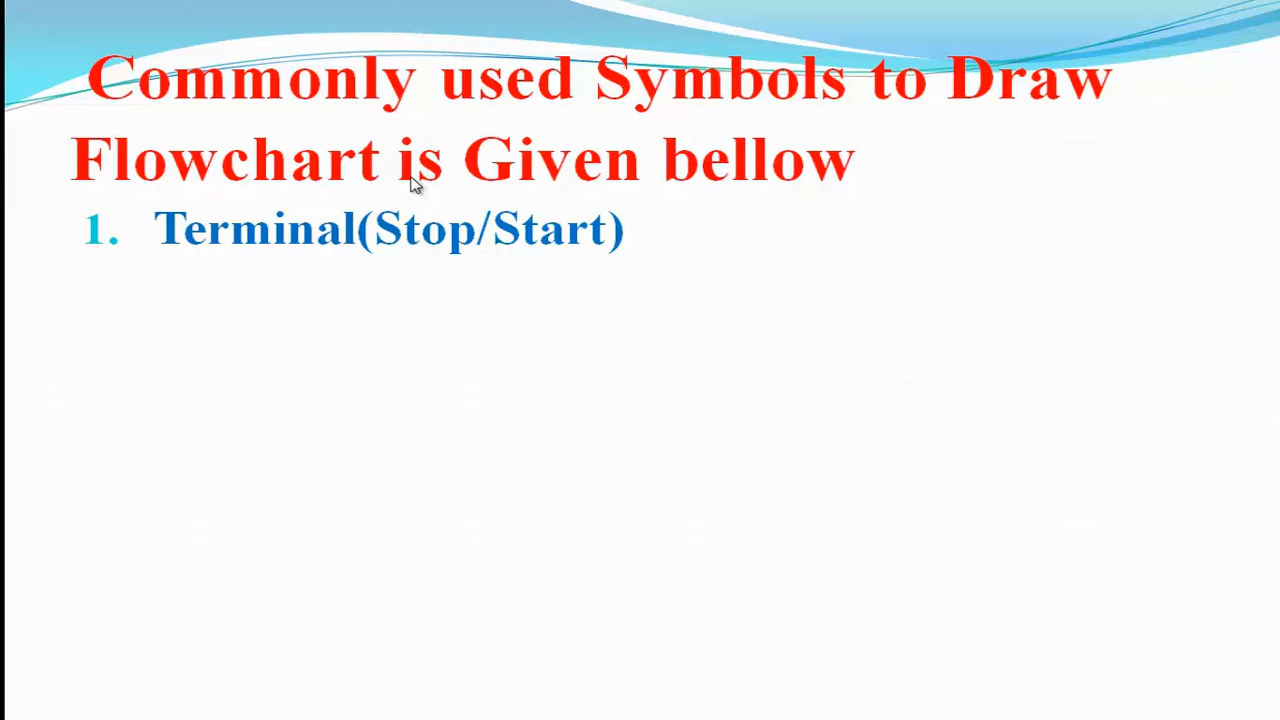 Commonly used Symbols to Draw
Flowchart is Given bellow
1. Terminal(Stop/Start)